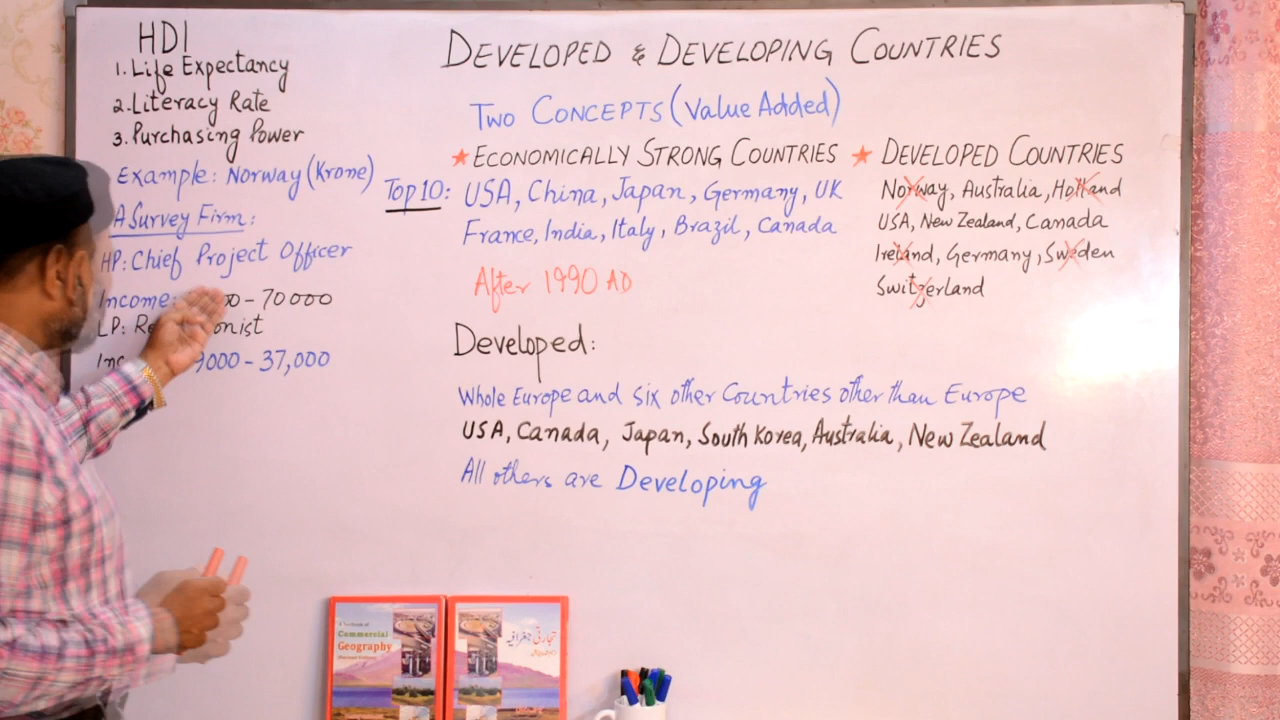 HDI
1. Life Expectancy
2. Literacy Rate
3. Purchasing Power
Example: Norway (Krone)
A Survey Firm:
HP: Chief Project Officer
Income: - 70000
LP:
9000 - 37,000
DEVELOPED & DEVELOPING COUNTRIES
TWO CONCEPTS (Value Added)
★ ECONOMICALLY STRONG COUNTRIES
Top 10: USA, China, Japan, Germany, UK
France, India, Italy, Brazil, Canada
After 1990 AD
★ DEVELOPED COUNTRIES
Norway, Australia, Holland
USA, New Zealand, Canada
Ireland, Germany, Sweden
Switzerland
Developed:
Whole Europe and six other Countries other than Europe
USA, Canada, Japan, South Korea, Australia, New Zealand
All others are Developing
Commercial
Geography
تجارتی جغرافیہ